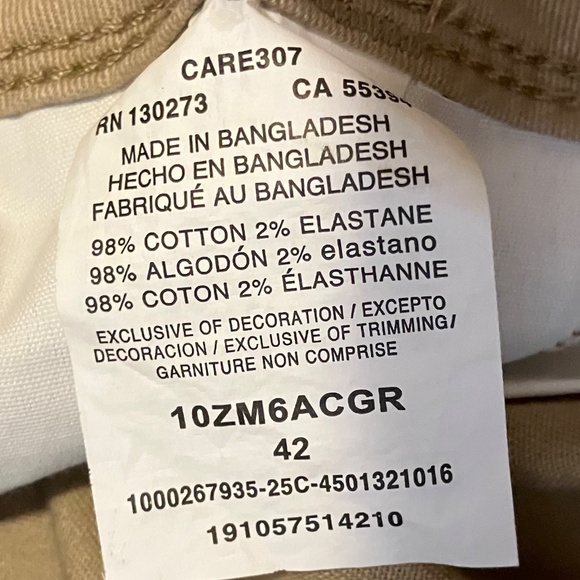 CARE307
RN 130273 CA
MADE IN BANGLADESH
HECHO EN BANGLADESH
FABRIQUÉ AU BANGLADESH
98% COTTON 2% ELASTANE
98% ALGODÓN 2% elastano
98% COTON 2% ÉLASTHANNE
EXCLUSIVE OF DECORATION / EXCEPTO
DECORACION / EXCLUSIVE OF TRIMMING/
GARNITURE NON COMPRISE
10ZM6ACGR
42
1000267935-25C-4501321016
191057514210